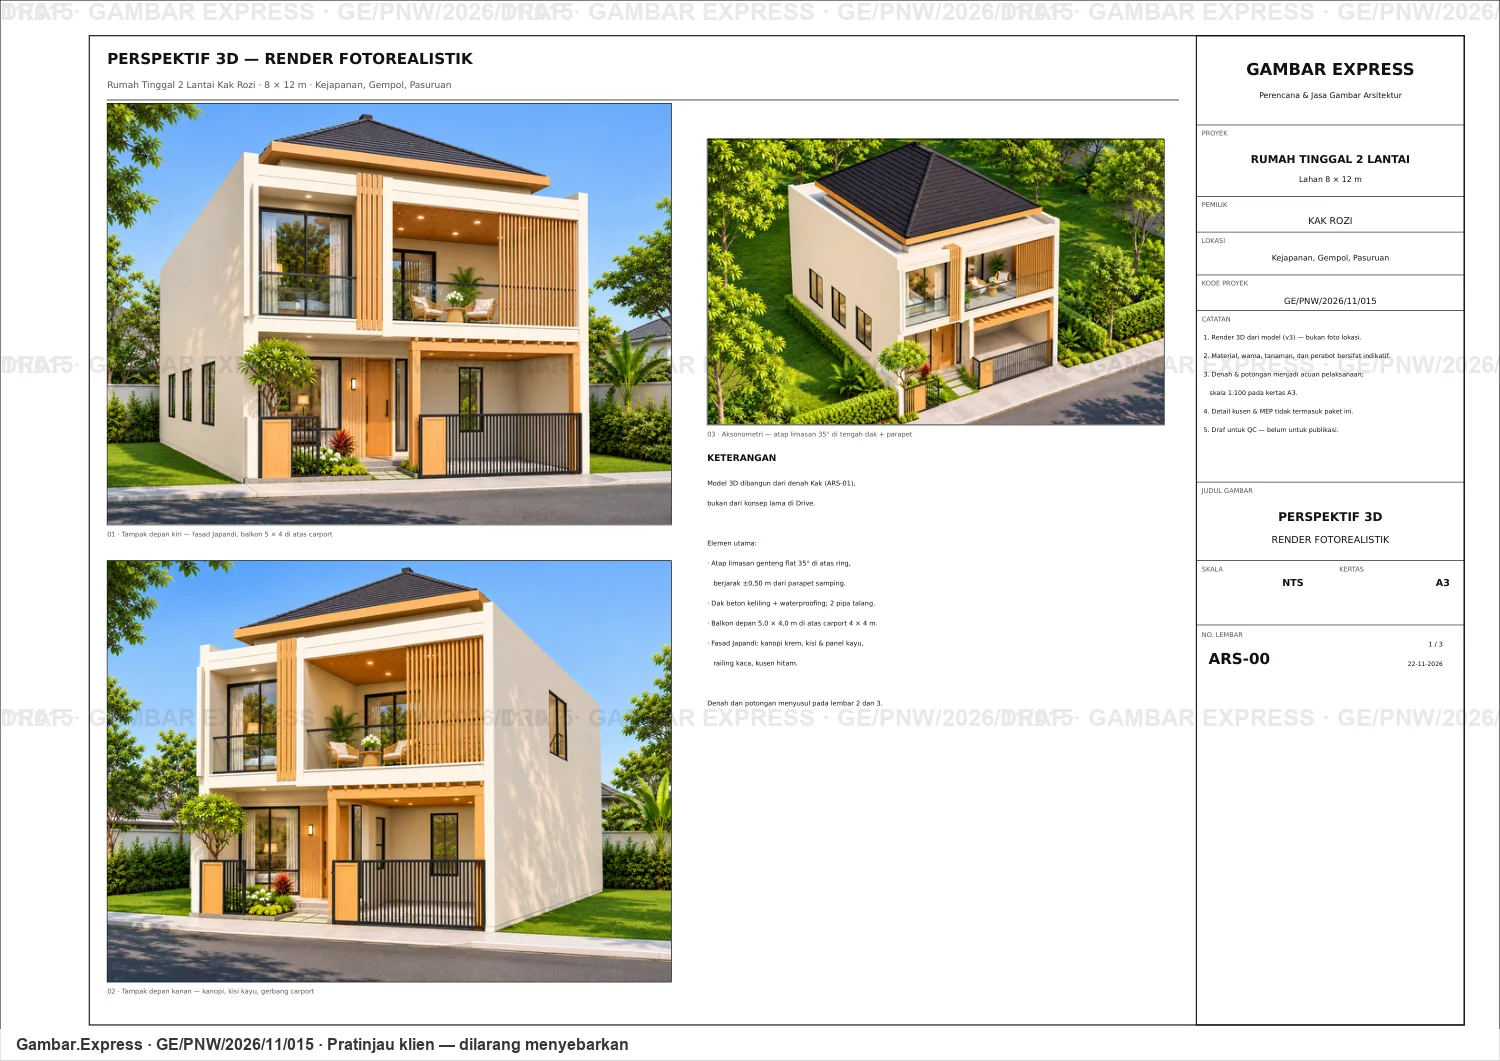 PERSPEKTIF 3D — RENDER FOTOREALISTIK
Rumah Tinggal 2 Lantai Kak Rozi · 8 × 12 m · Kejapanan, Gempol, Pasuruan
01 · Tampak depan kiri — fasad Japandi, balkon 5 × 4 di atas carport
02 · Tampak depan kanan — kanopi, kisi kayu, gerbang carport
03 · Aksonometri — atap limasan 35° di tengah dak + parapet
KETERANGAN
Model 3D dibangun dari denah Kak (ARS-01),
bukan dari konsep lama di Drive.
Elemen utama:
· Atap limasan genteng flat 35° di atas ring,
berjarak ±0,50 m dari parapet samping.
· Dak beton keliling + waterproofing; 2 pipa talang.
· Balkon depan 5,0 × 4,0 m di atas carport 4 × 4 m.
· Fasad Japandi: kanopi krem, kisi & panel kayu,
railing kaca, kusen hitam.
Denah dan potongan menyusul pada lembar 2 dan 3.
GAMBAR EXPRESS
Perencana & Jasa Gambar Arsitektur
PROYEK
RUMAH TINGGAL 2 LANTAI
Lahan 8 × 12 m
PEMILIK
KAK ROZI
LOKASI
Kejapanan, Gempol, Pasuruan
KODE PROYEK
GE/PNW/2026/11/015
CATATAN
1. Render 3D dari model (v3) — bukan foto lokasi.
2. Material, warna, tanaman, dan perabot bersifat indikatif.
3. Denah & potongan menjadi acuan pelaksanaan;
skala 1:100 pada kertas A3.
4. Detail kusen & MEP tidak termasuk paket ini.
5. Draf untuk QC — belum untuk publikasi.
JUDUL GAMBAR
PERSPEKTIF 3D
RENDER FOTOREALISTIK
SKALA KERTAS
NTS A3
NO. LEMBAR
1 / 3
ARS-00
22-11-2026
Gambar.Express · GE/PNW/2026/11/015 · Pratinjau klien — dilarang menyebarkan